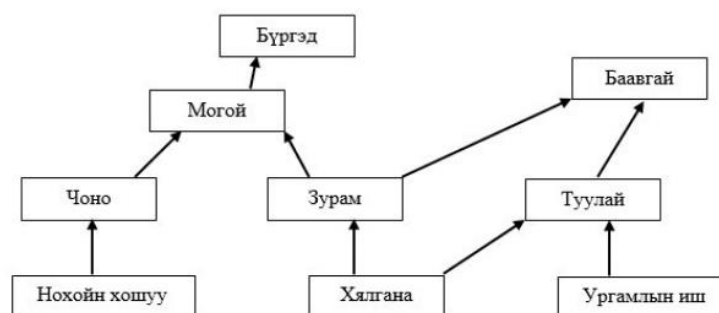 Бүргэд
Баавгай
Могой
Чоно
Зурам
Туулай
Нохойн хошуу
Хялгана
Ургамлын иш